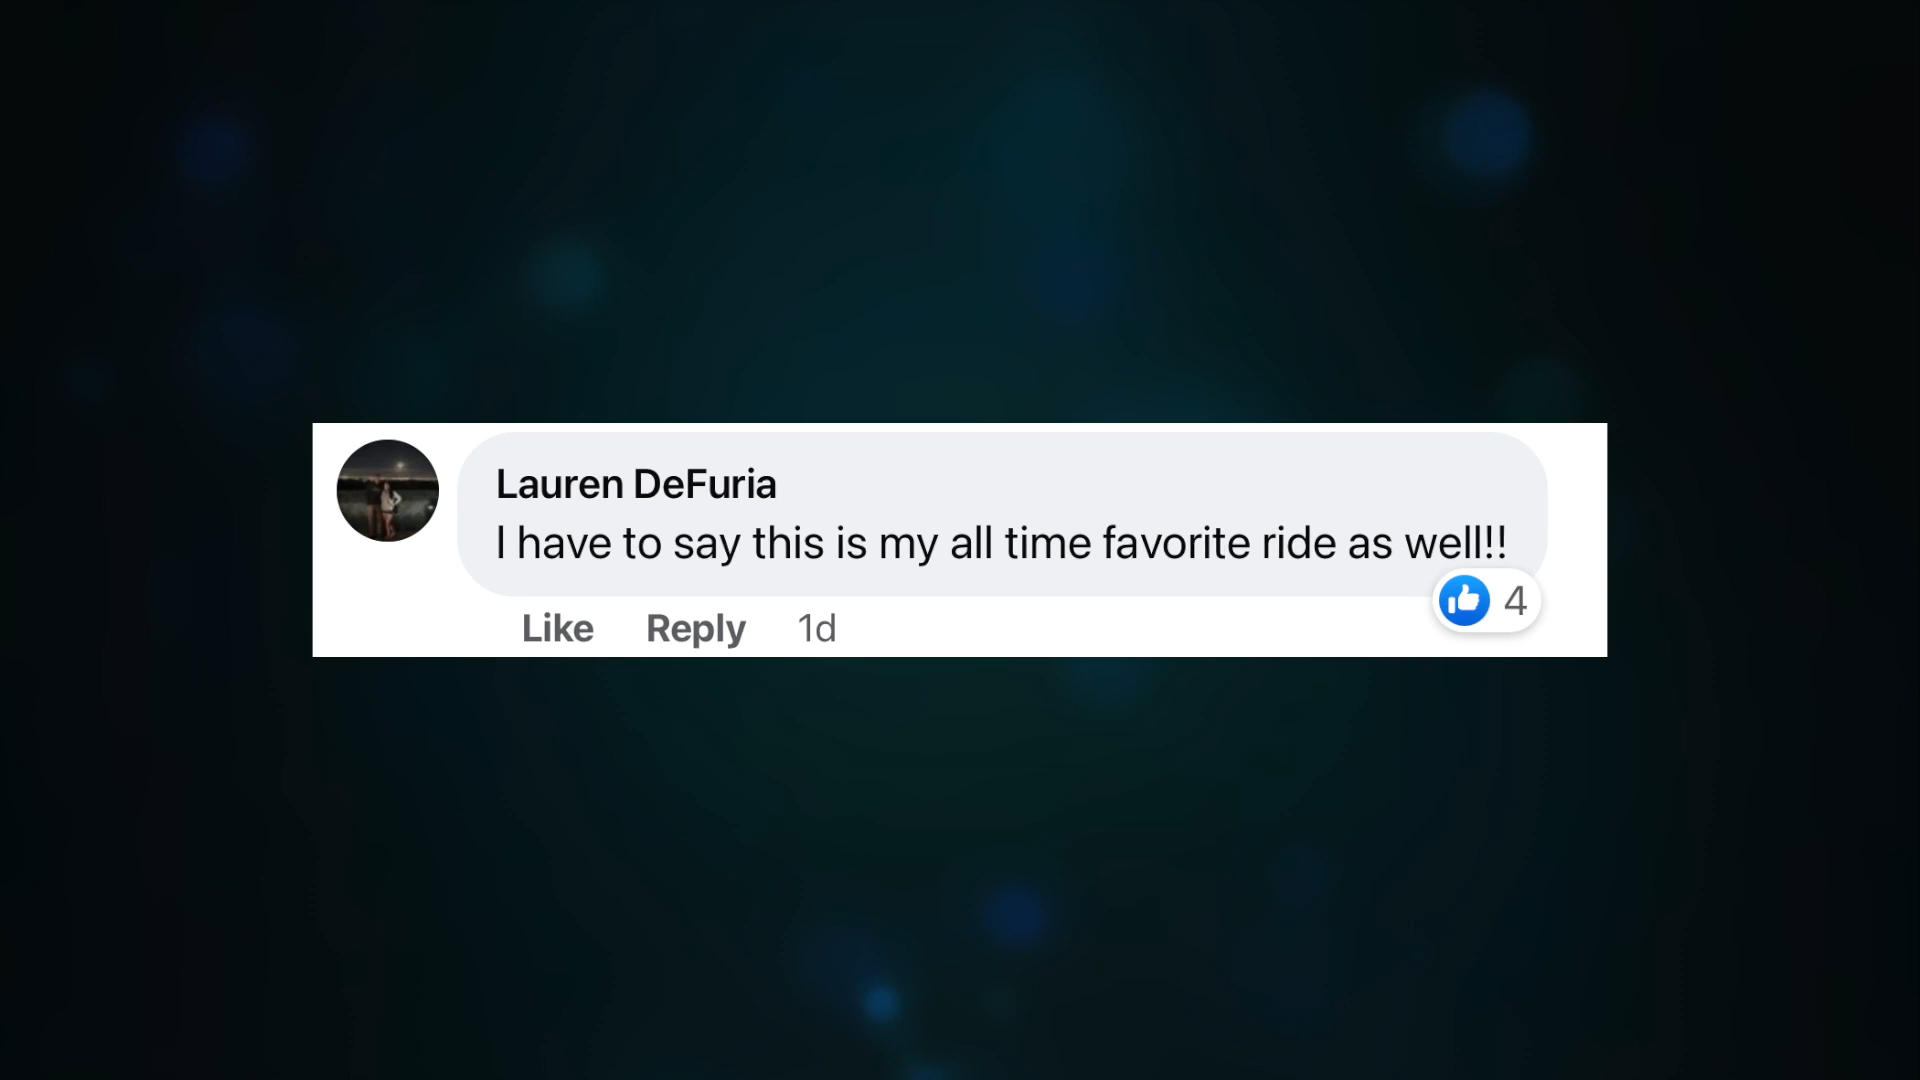 Lauren DeFuria
I have to say this is my all time favorite ride as well!!
4
Like Reply 1d